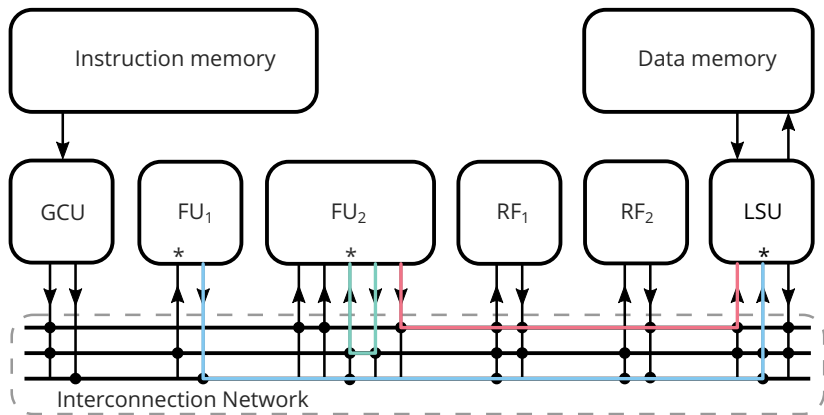 Instruction memory
Data memory
GCU
FU₁
FU₂
RF₁
RF₂
LSU
*
*
*
Interconnection Network